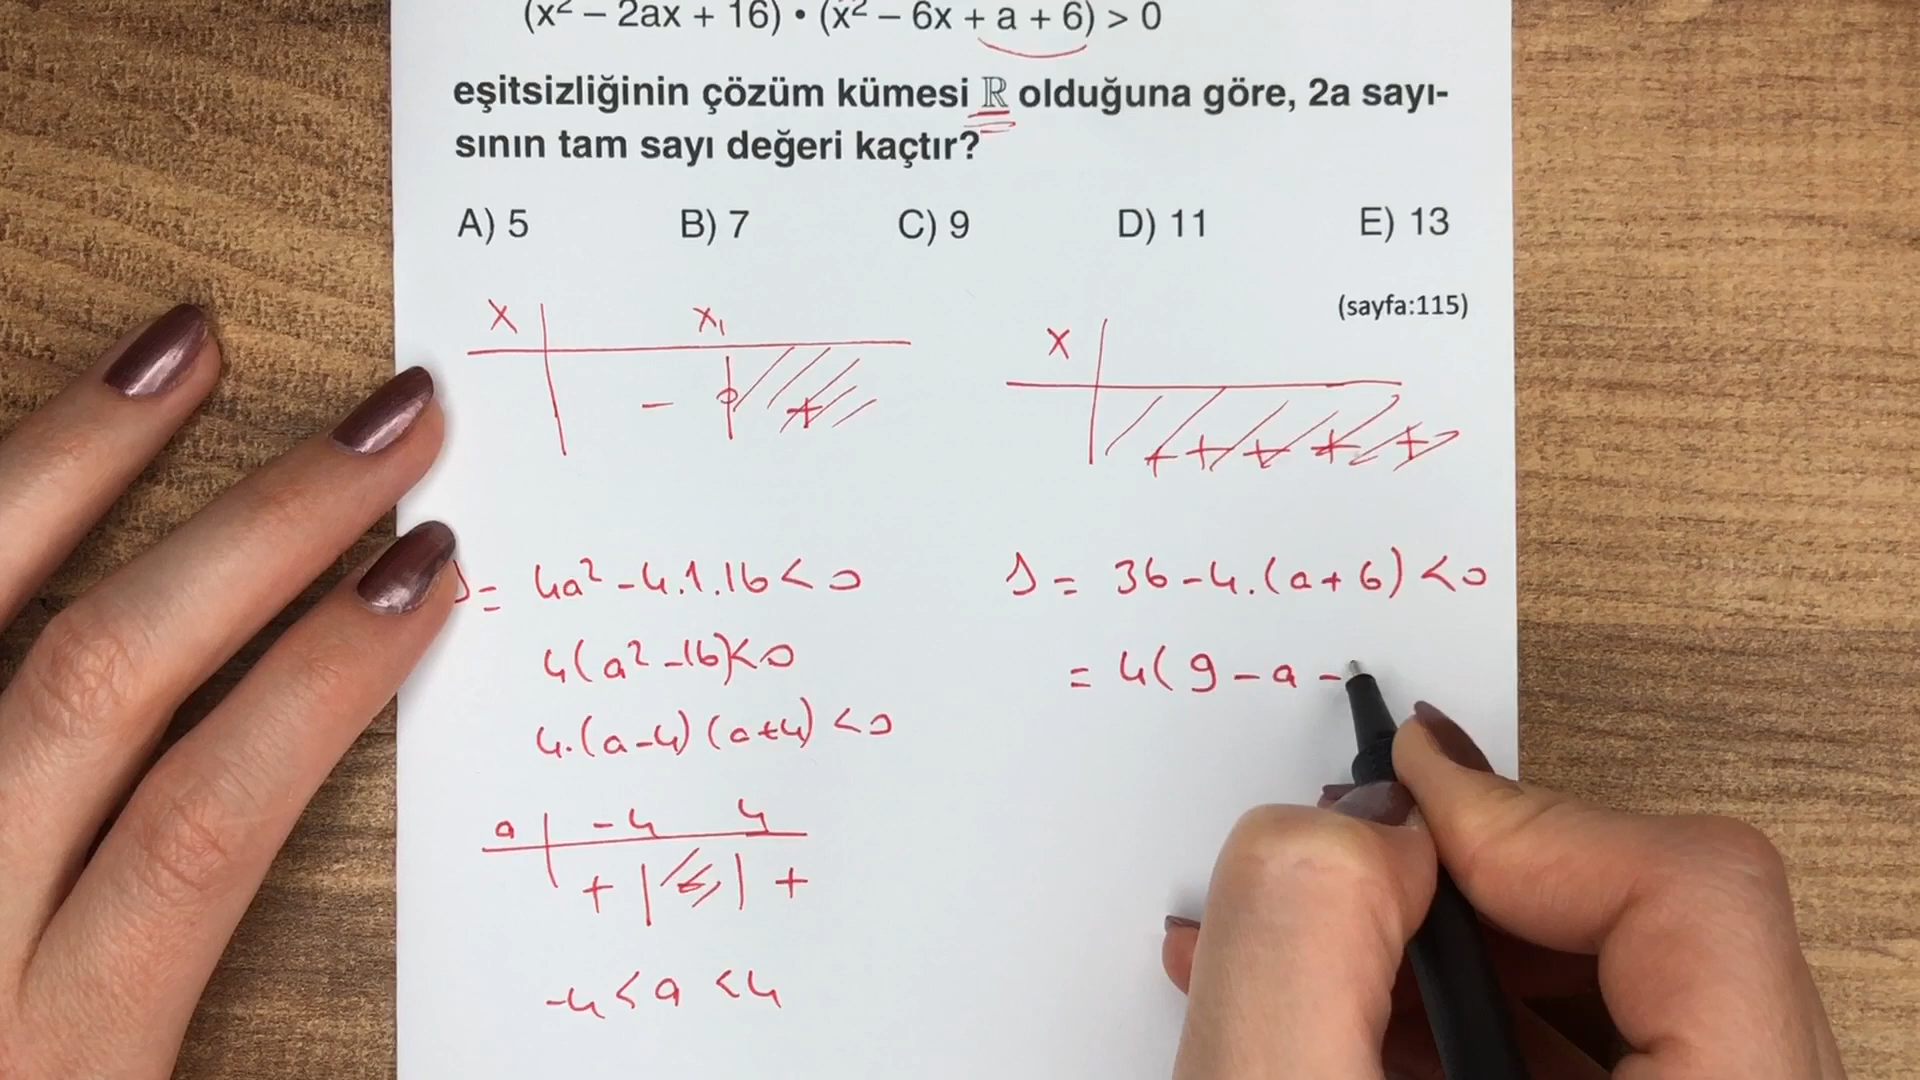 (x² – 2ax + 16) • (x² – 6x + a + 6) > 0
eşitsizliğinin çözüm kümesi ℝ olduğuna göre, 2a sayı-
sının tam sayı değeri kaçtır?
A) 5 B) 7 C) 9 D) 11 E) 13
(sayfa:115)
x x₁
- +
x
+ + + + +
Δ = 4a² - 4.1.16 < 0
4(a² - 16) < 0
4.(a-4) (a+4) < 0
a -4 4
+ - +
-4 < a < 4
Δ = 36 - 4.(a+6) < 0
= 4(9 - a -